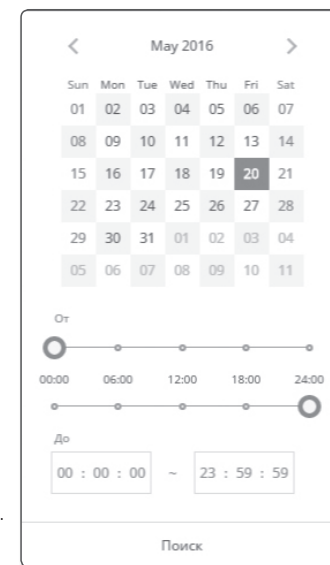 May 2016
Sun Mon Tue Wed Thu Fri Sat
01 02 03 04 05 06 07
08 09 10 11 12 13 14
15 16 17 18 19 20 21
22 23 24 25 26 27 28
29 30 31 01 02 03 04
05 06 07 08 09 10 11
От
00:00 06:00 12:00 18:00 24:00
До
00 : 00 : 00 ~ 23 : 59 : 59
.
Поиск